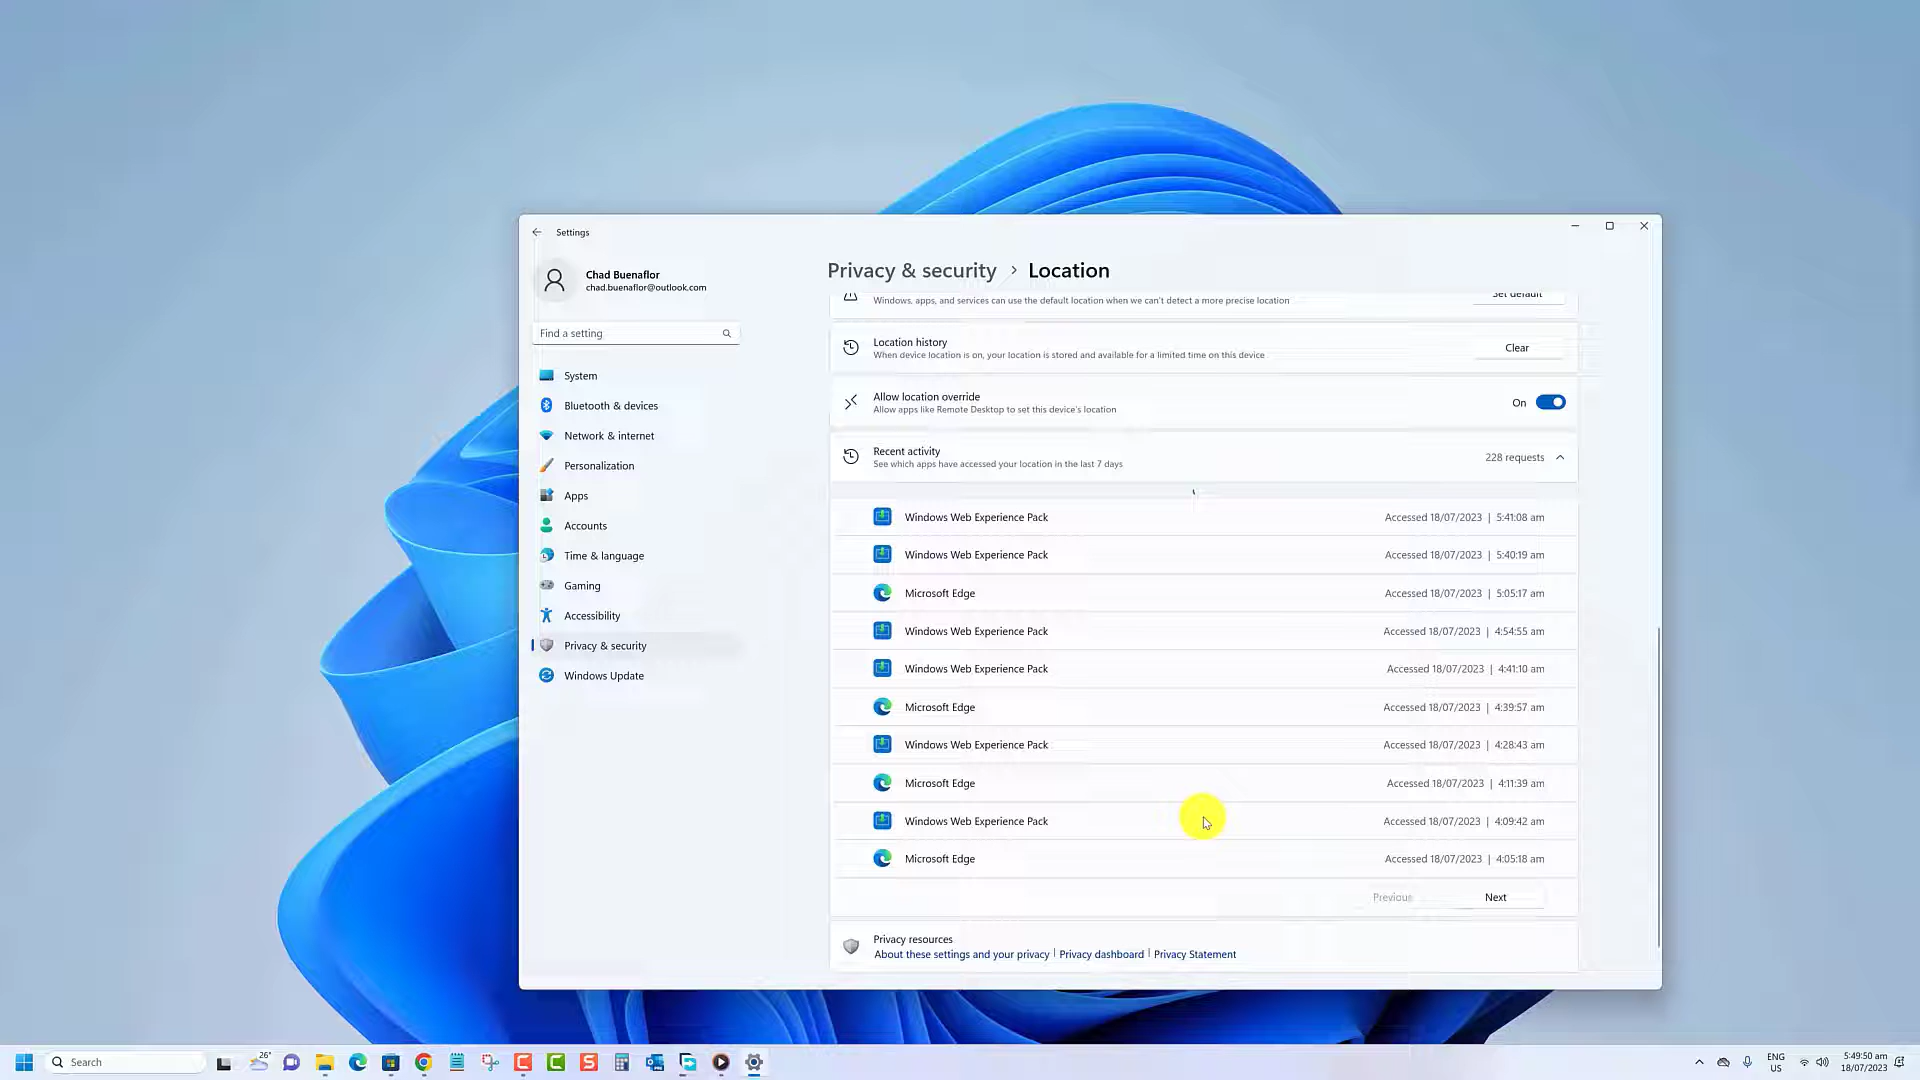 Settings
Chad Buenaflor
chad.buenaflor@outlook.com
Find a setting
System
Bluetooth & devices
Network & internet
Personalization
Apps
Accounts
Time & language
Gaming
Accessibility
Privacy & security
Windows Update
Privacy & security > Location
Set default
Windows, apps, and services can use the default location when we can't detect a more precise location
Location history
When device location is on, your location is stored and available for a limited time on this device
Clear
Allow location override
Allow apps like Remote Desktop to set this device's location
On
Recent activity
See which apps have accessed your location in the last 7 days
228 requests
Windows Web Experience Pack Accessed 18/07/2023 | 5:41:08 am
Windows Web Experience Pack Accessed 18/07/2023 | 5:40:19 am
Microsoft Edge Accessed 18/07/2023 | 5:05:17 am
Windows Web Experience Pack Accessed 18/07/2023 | 4:54:55 am
Windows Web Experience Pack Accessed 18/07/2023 | 4:41:10 am
Microsoft Edge Accessed 18/07/2023 | 4:39:57 am
Windows Web Experience Pack Accessed 18/07/2023 | 4:28:43 am
Microsoft Edge Accessed 18/07/2023 | 4:11:39 am
Windows Web Experience Pack Accessed 18/07/2023 | 4:09:42 am
Microsoft Edge Accessed 18/07/2023 | 4:05:18 am
Previous Next
Privacy resources
About these settings and your privacy | Privacy dashboard | Privacy Statement
Search
26°
ENG
US
5:49:50 am
18/07/2023